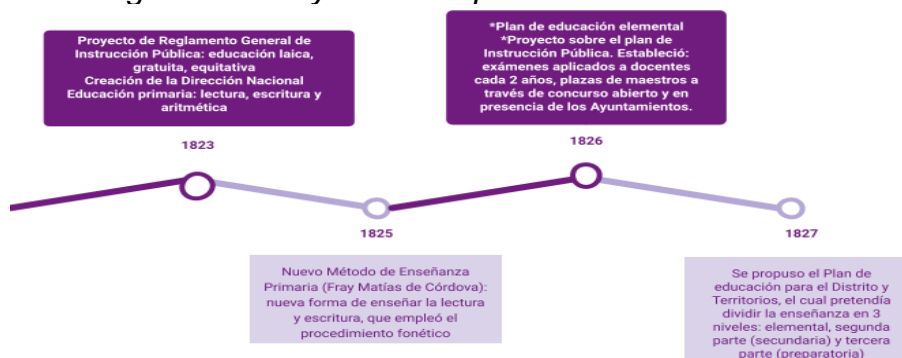 Proyecto de Reglamento General de
Instrucción Pública: educación laica,
gratuita, equitativa
Creación de la Dirección Nacional
Educación primaria: lectura, escritura y
aritmética
1823
Nuevo Método de Enseñanza
Primaria (Fray Matías de Córdova):
nueva forma de enseñar la lectura
y escritura, que empleó el
procedimiento fonético
1825
*Plan de educación elemental
*Proyecto sobre el plan de
Instrucción Pública. Estableció:
exámenes aplicados a docentes
cada 2 años, plazas de maestros a
través de concurso abierto y en
presencia de los Ayuntamientos.
1826
1827
Se propuso el Plan de
educación para el Distrito y
Territorios, el cual pretendía
dividir la enseñanza en 3
niveles: elemental, segunda
parte (secundaria) y tercera
parte (preparatoria)